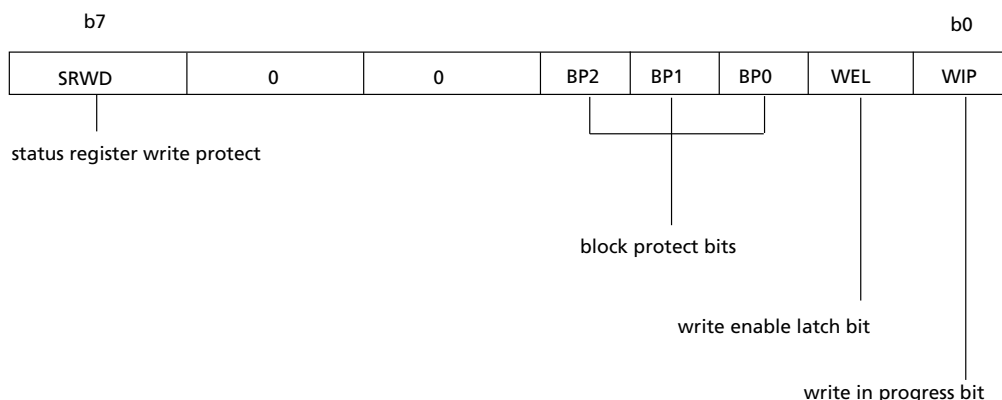 b7 b0
SRWD 0 0 BP2 BP1 BP0 WEL WIP
status register write protect
block protect bits
write enable latch bit
write in progress bit